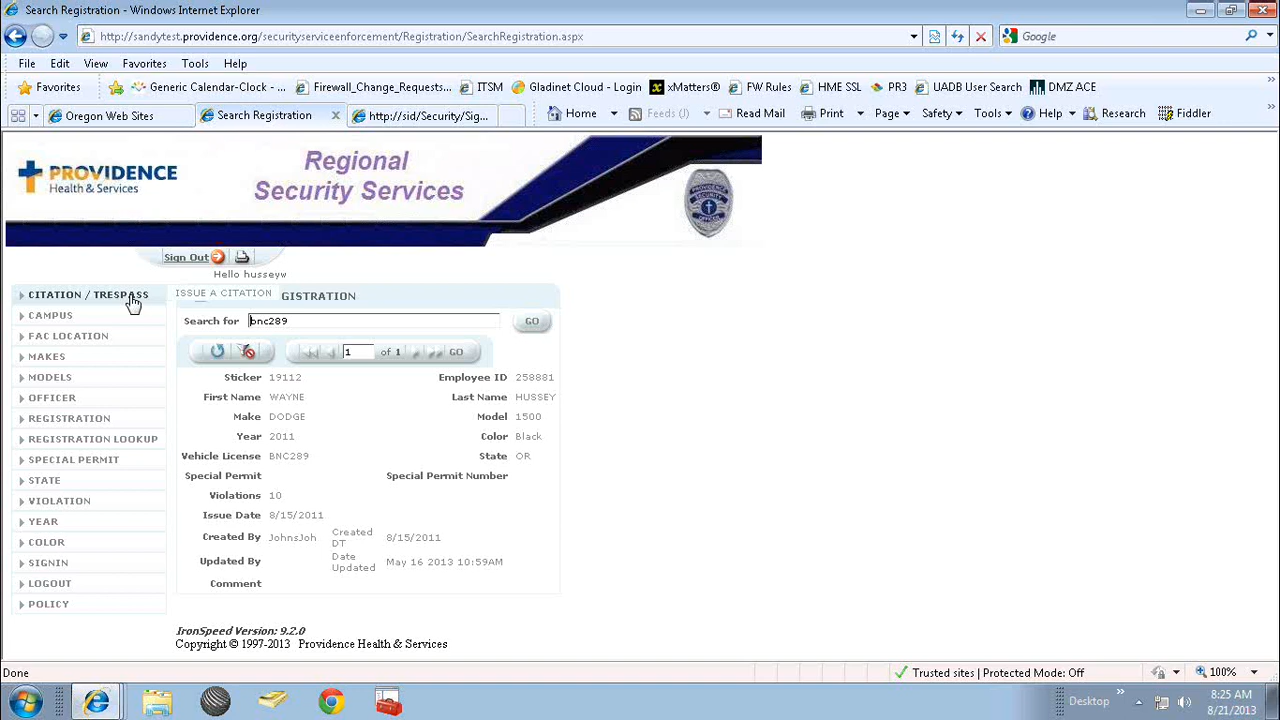 Search Registration - Windows Internet Explorer
http://sandytest.providence.org/security/serviceenforcement/Registration/SearchRegistration.aspx
Google
File Edit View Favorites Tools Help
Favorites Generic Calendar-Clock - ... Firewall_Change_Requests... ITSM Gladinet Cloud - Login xMatters® FW Rules HME SSL PR3 UADB User Search DMZ ACE
Oregon Web Sites Search Registration x http://sid/Security/Sig... Home Feeds (I) Read Mail Print Page Safety Tools Help Research Fiddler
PROVIDENCE
Health & Services
Regional
Security Services
Sign Out
Hello husseyw
CITATION / TRESPASS ISSUE A CITATION GISTRATION
CAMPUS
Search for bnc289 GO
FAC LOCATION
MAKES
1 of 1 GO
MODELS
Sticker 19112 Employee ID 258881
OFFICER
First Name WAYNE Last Name HUSSEY
REGISTRATION
Make DODGE Model 1500
REGISTRATION LOOKUP
Year 2011 Color Black
SPECIAL PERMIT
Vehicle License BNC289 State OR
STATE
Special Permit Special Permit Number
VIOLATION
Violations 10
YEAR
Issue Date 8/15/2011
COLOR
Created By JohnsJoh Created DT 8/15/2011
SIGNIN
Updated By Date Updated May 16 2013 10:59AM
LOGOUT
Comment
POLICY
IronSpeed Version: 9.2.0
Copyright © 1997-2013 Providence Health & Services
Done Trusted sites | Protected Mode: Off 100%
Desktop 8:25 AM
8/21/2013